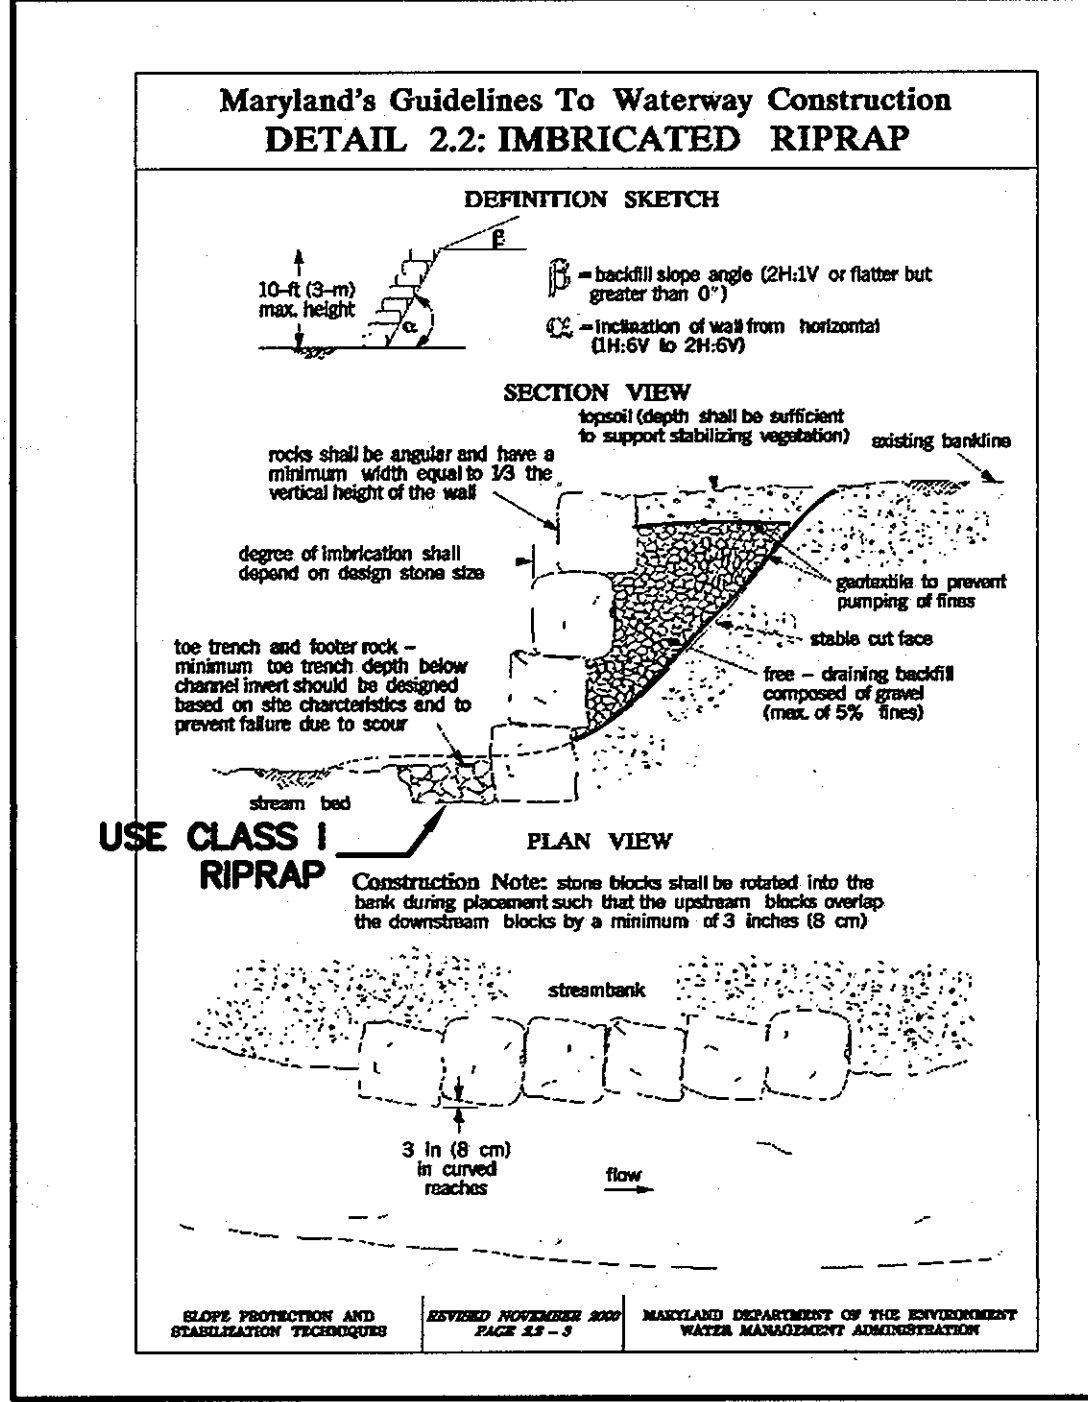 Maryland's Guidelines To Waterway Construction
DETAIL 2.2: IMBRICATED RIPRAP
DEFINITION SKETCH
β
10-ft (3-m)
max. height
α
β = backfill slope angle (2H:1V or flatter but
greater than 0°)
α = inclination of wall from horizontal
(1H:6V to 2H:6V)
SECTION VIEW
topsoil (depth shall be sufficient
to support stabilizing vegetation)
existing bankline
rocks shall be angular and have a
minimum width equal to 1/3 the
vertical height of the wall
degree of imbrication shall
depend on design stone size
geotextile to prevent
pumping of fines
stable cut face
toe trench and footer rock -
minimum toe trench depth below
channel invert should be designed
based on site charcteristics and to
prevent failure due to scour
free - draining backfill
composed of gravel
(max. of 5% fines)
stream bed
USE CLASS I
RIPRAP
PLAN VIEW
Construction Note: stone blocks shall be rotated into the
bank during placement such that the upstream blocks overlap
the downstream blocks by a minimum of 3 inches (8 cm)
streambank
3 in (8 cm)
in curved
reaches
flow
SLOPE PROTECTION AND
STABILIZATION TECHNIQUES
REVISED NOVEMBER 2000
PAGE 2.2 - 3
MARYLAND DEPARTMENT OF THE ENVIRONMENT
WATER MANAGEMENT ADMINISTRATION